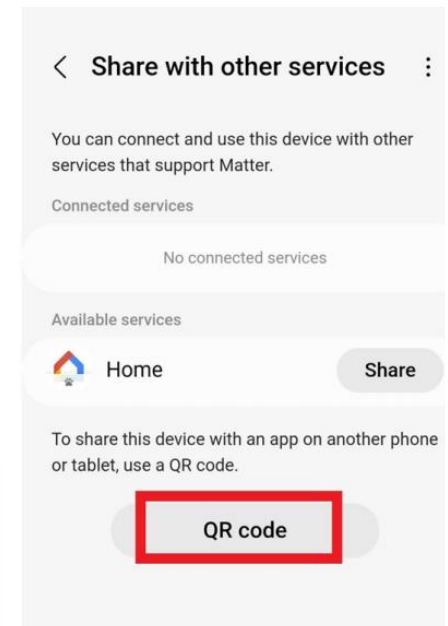 Share with other services
You can connect and use this device with other
services that support Matter.
Connected services
No connected services
Available services
Home
Share
To share this device with an app on another phone
or tablet, use a QR code.
QR code